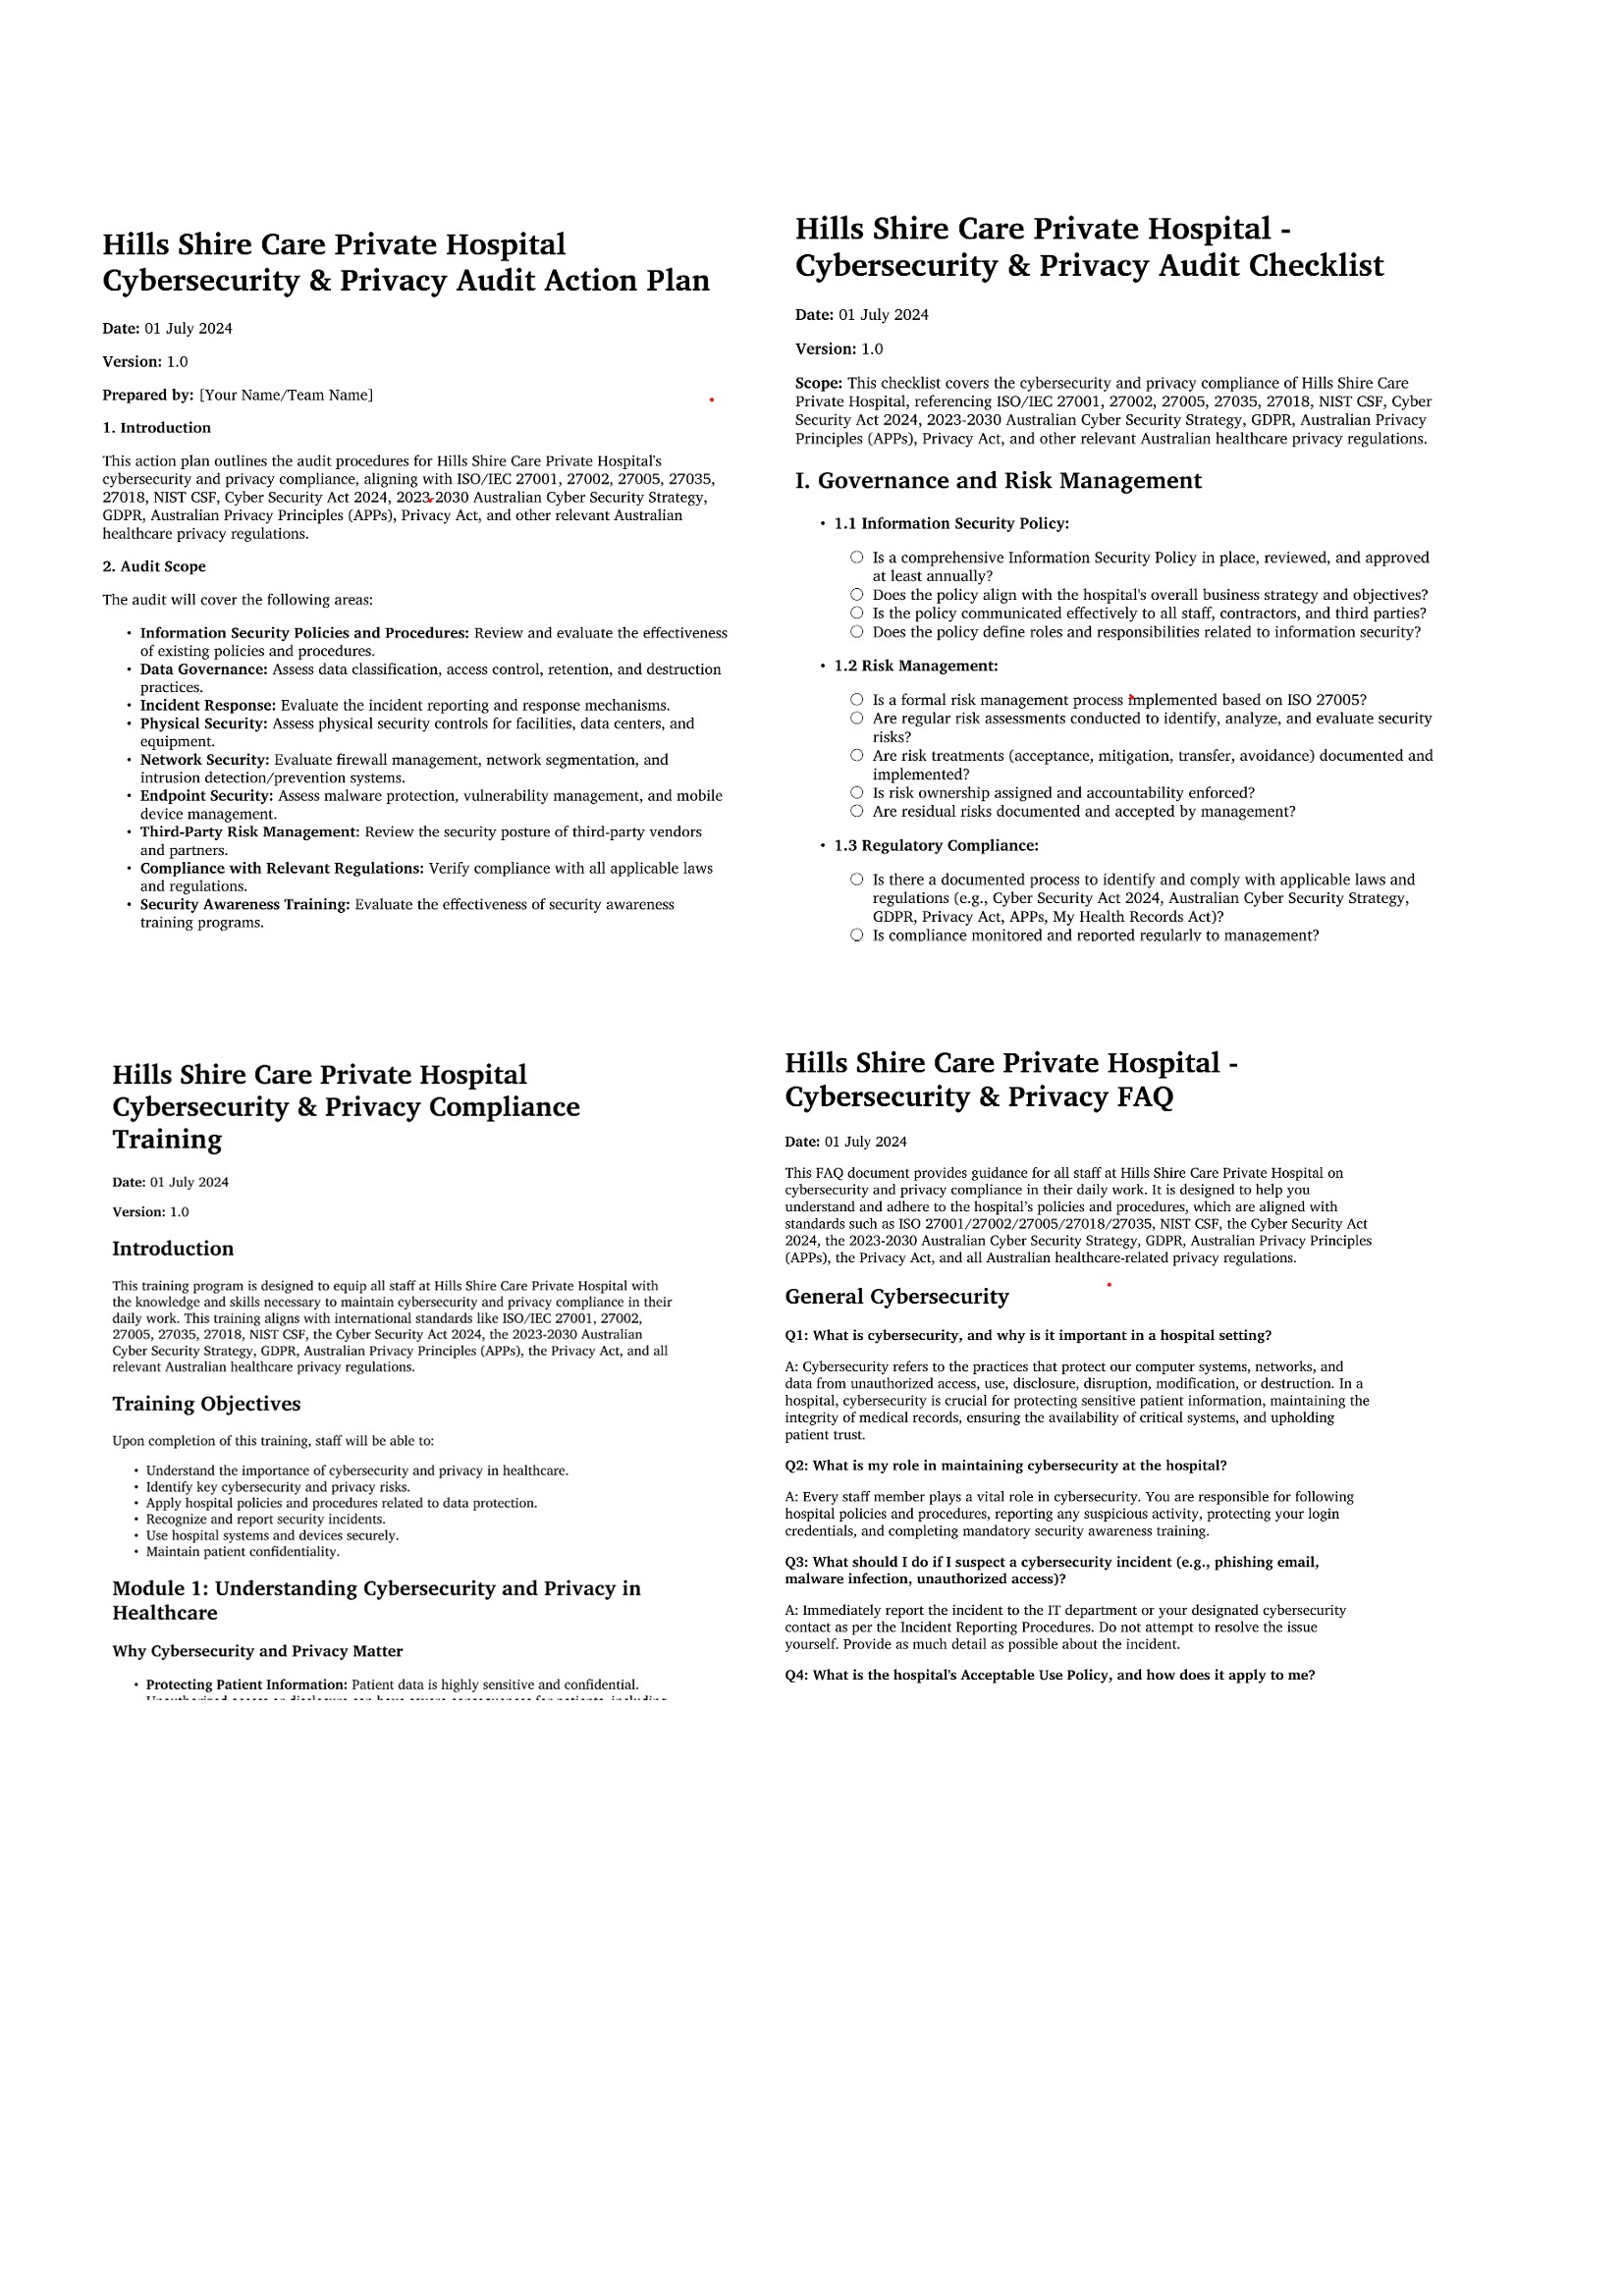 Hills Shire Care Private Hospital
Cybersecurity & Privacy Audit Action Plan
Date: 01 July 2024
Version: 1.0
Prepared by: [Your Name/Team Name]
1. Introduction
This action plan outlines the audit procedures for Hills Shire Care Private Hospital's
cybersecurity and privacy compliance, aligning with ISO/IEC 27001, 27002, 27005, 27035,
27018, NIST CSF, Cyber Security Act 2024, 2023-2030 Australian Cyber Security Strategy,
GDPR, Australian Privacy Principles (APPs), Privacy Act, and other relevant Australian
healthcare privacy regulations.
2. Audit Scope
The audit will cover the following areas:
• Information Security Policies and Procedures: Review and evaluate the effectiveness
of existing policies and procedures.
• Data Governance: Assess data classification, access control, retention, and destruction
practices.
• Incident Response: Evaluate the incident reporting and response mechanisms.
• Physical Security: Assess physical security controls for facilities, data centers, and
equipment.
• Network Security: Evaluate firewall management, network segmentation, and
intrusion detection/prevention systems.
• Endpoint Security: Assess malware protection, vulnerability management, and mobile
device management.
• Third-Party Risk Management: Review the security posture of third-party vendors
and partners.
• Compliance with Relevant Regulations: Verify compliance with all applicable laws
and regulations.
• Security Awareness Training: Evaluate the effectiveness of security awareness
training programs.
Hills Shire Care Private Hospital -
Cybersecurity & Privacy Audit Checklist
Date: 01 July 2024
Version: 1.0
Scope: This checklist covers the cybersecurity and privacy compliance of Hills Shire Care
Private Hospital, referencing ISO/IEC 27001, 27002, 27005, 27035, 27018, NIST CSF, Cyber
Security Act 2024, 2023-2030 Australian Cyber Security Strategy, GDPR, Australian Privacy
Principles (APPs), Privacy Act, and other relevant Australian healthcare privacy regulations.
I. Governance and Risk Management
• 1.1 Information Security Policy:
○ Is a comprehensive Information Security Policy in place, reviewed, and approved
at least annually?
○ Does the policy align with the hospital's overall business strategy and objectives?
○ Is the policy communicated effectively to all staff, contractors, and third parties?
○ Does the policy define roles and responsibilities related to information security?
• 1.2 Risk Management:
○ Is a formal risk management process implemented based on ISO 27005?
○ Are regular risk assessments conducted to identify, analyze, and evaluate security
risks?
○ Are risk treatments (acceptance, mitigation, transfer, avoidance) documented and
implemented?
○ Is risk ownership assigned and accountability enforced?
○ Are residual risks documented and accepted by management?
• 1.3 Regulatory Compliance:
○ Is there a documented process to identify and comply with applicable laws and
regulations (e.g., Cyber Security Act 2024, Australian Cyber Security Strategy,
GDPR, Privacy Act, APPs, My Health Records Act)?
○ Is compliance monitored and reported regularly to management?
Hills Shire Care Private Hospital
Cybersecurity & Privacy Compliance
Training
Date: 01 July 2024
Version: 1.0
Introduction
This training program is designed to equip all staff at Hills Shire Care Private Hospital with
the knowledge and skills necessary to maintain cybersecurity and privacy compliance in their
daily work. This training aligns with international standards like ISO/IEC 27001, 27002,
27005, 27035, 27018, NIST CSF, the Cyber Security Act 2024, the 2023-2030 Australian
Cyber Security Strategy, GDPR, Australian Privacy Principles (APPs), the Privacy Act, and all
relevant Australian healthcare privacy regulations.
Training Objectives
Upon completion of this training, staff will be able to:
• Understand the importance of cybersecurity and privacy in healthcare.
• Identify key cybersecurity and privacy risks.
• Apply hospital policies and procedures related to data protection.
• Recognize and report security incidents.
• Use hospital systems and devices securely.
• Maintain patient confidentiality.
Module 1: Understanding Cybersecurity and Privacy in
Healthcare
Why Cybersecurity and Privacy Matter
• Protecting Patient Information: Patient data is highly sensitive and confidential.
Unauthorized access or disclosure can have severe consequences for patients, including
Hills Shire Care Private Hospital -
Cybersecurity & Privacy FAQ
Date: 01 July 2024
This FAQ document provides guidance for all staff at Hills Shire Care Private Hospital on
cybersecurity and privacy compliance in their daily work. It is designed to help you
understand and adhere to the hospital's policies and procedures, which are aligned with
standards such as ISO 27001/27002/27005/27018/27035, NIST CSF, the Cyber Security Act
2024, the 2023-2030 Australian Cyber Security Strategy, GDPR, Australian Privacy Principles
(APPs), the Privacy Act, and all Australian healthcare-related privacy regulations.
General Cybersecurity
Q1: What is cybersecurity, and why is it important in a hospital setting?
A: Cybersecurity refers to the practices that protect our computer systems, networks, and
data from unauthorized access, use, disclosure, disruption, modification, or destruction. In a
hospital, cybersecurity is crucial for protecting sensitive patient information, maintaining the
integrity of medical records, ensuring the availability of critical systems, and upholding
patient trust.
Q2: What is my role in maintaining cybersecurity at the hospital?
A: Every staff member plays a vital role in cybersecurity. You are responsible for following
hospital policies and procedures, reporting any suspicious activity, protecting your login
credentials, and completing mandatory security awareness training.
Q3: What should I do if I suspect a cybersecurity incident (e.g., phishing email,
malware infection, unauthorized access)?
A: Immediately report the incident to the IT department or your designated cybersecurity
contact as per the Incident Reporting Procedures. Do not attempt to resolve the issue
yourself. Provide as much detail as possible about the incident.
Q4: What is the hospital's Acceptable Use Policy, and how does it apply to me?